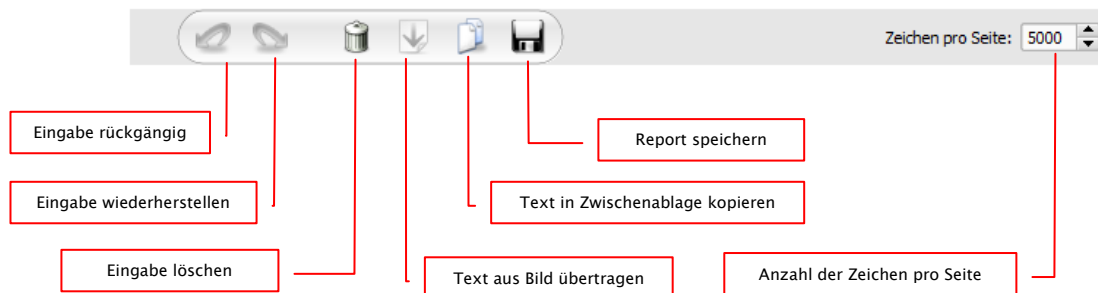 Zeichen pro Seite: 5000
Eingabe rückgängig
Report speichern
Eingabe wiederherstellen
Text in Zwischenablage kopieren
Eingabe löschen
Text aus Bild übertragen
Anzahl der Zeichen pro Seite